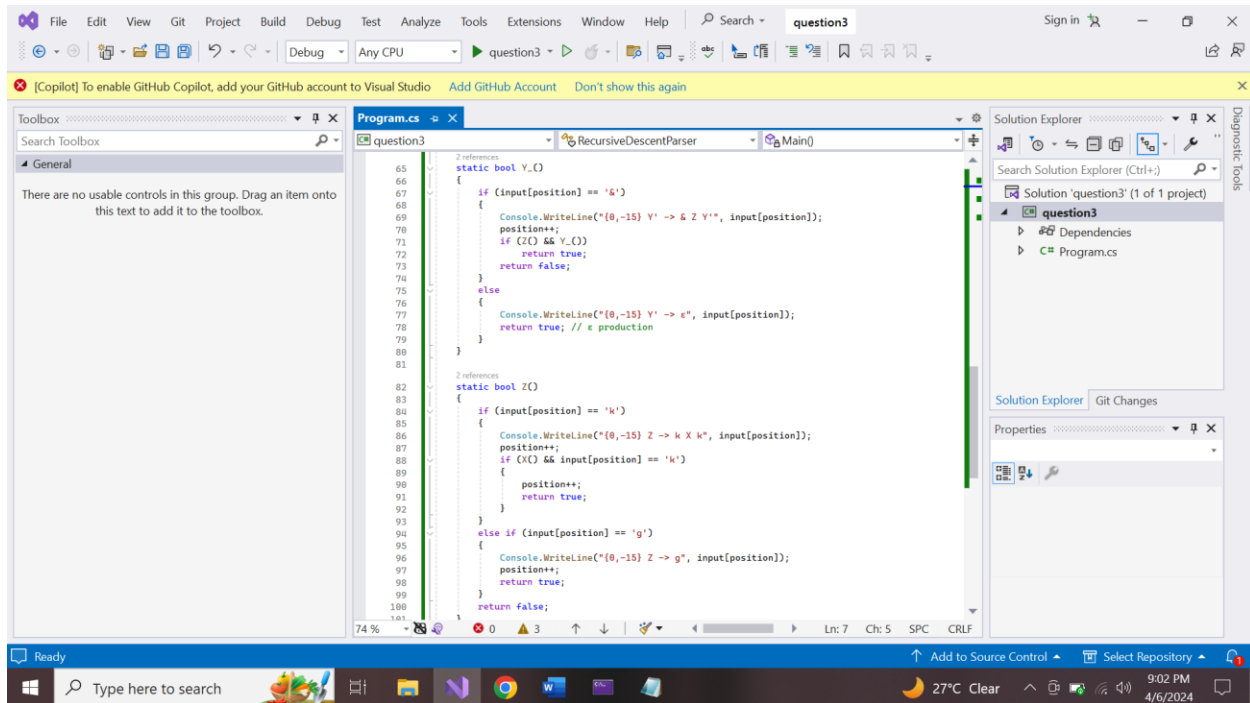 File Edit View Git Project Build Debug Test Analyze Tools Extensions Window Help Search question3 Sign in
Debug Any CPU question3
[Copilot] To enable GitHub Copilot, add your GitHub account to Visual Studio Add GitHub Account Don't show this again
Toolbox
Search Toolbox
General
There are no usable controls in this group. Drag an item onto
this text to add it to the toolbox.
Program.cs
question3 RecursiveDescentParser Main()
2 references
65 static bool Y_()
66 {
67 if (input[position] == '&')
68 {
69 Console.WriteLine("{0,-15} Y' -> & Z Y'", input[position]);
70 position++;
71 if (Z() && Y_())
72 return true;
73 return false;
74 }
75 else
76 {
77 Console.WriteLine("{0,-15} Y' -> ε", input[position]);
78 return true; // ε production
79 }
80 }
81
2 references
82 static bool Z()
83 {
84 if (input[position] == 'k')
85 {
86 Console.WriteLine("{0,-15} Z -> k X k", input[position]);
87 position++;
88 if (X() && input[position] == 'k')
89 {
90 position++;
91 return true;
92 }
93 }
94 else if (input[position] == 'g')
95 {
96 Console.WriteLine("{0,-15} Z -> g", input[position]);
97 position++;
98 return true;
99 }
100 return false;
101 }
74 % 0 3 Ln: 7 Ch: 5 SPC CRLF
Solution Explorer
Search Solution Explorer (Ctrl+;)
Solution 'question3' (1 of 1 project)
question3
Dependencies
C# Program.cs
Solution Explorer Git Changes
Properties
Diagnostic Tools
Ready Add to Source Control Select Repository 1
Type here to search 27°C Clear 9:02 PM
4/6/2024